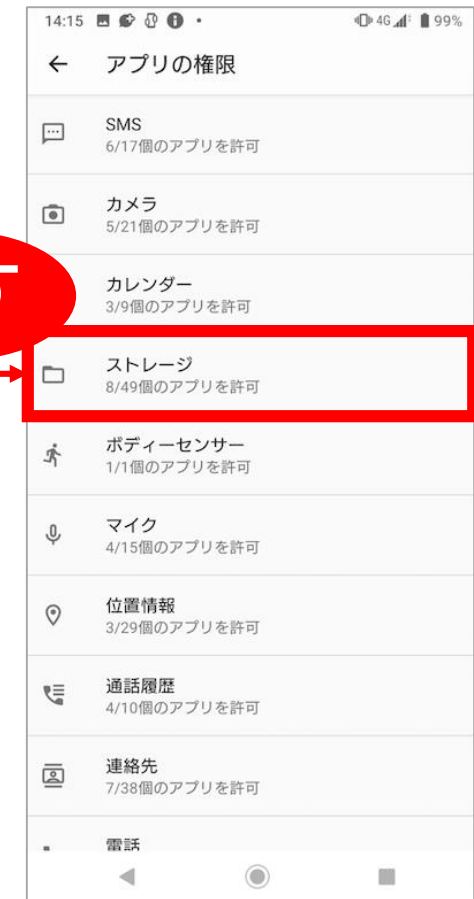 14:15 4G 99%
アプリの権限
SMS
6/17個のアプリを許可
カメラ
5/21個のアプリを許可
カレンダー
3/9個のアプリを許可
ストレージ
8/49個のアプリを許可
ボディーセンサー
1/1個のアプリを許可
マイク
4/15個のアプリを許可
位置情報
3/29個のアプリを許可
通話履歴
4/10個のアプリを許可
連絡先
7/38個のアプリを許可
電話